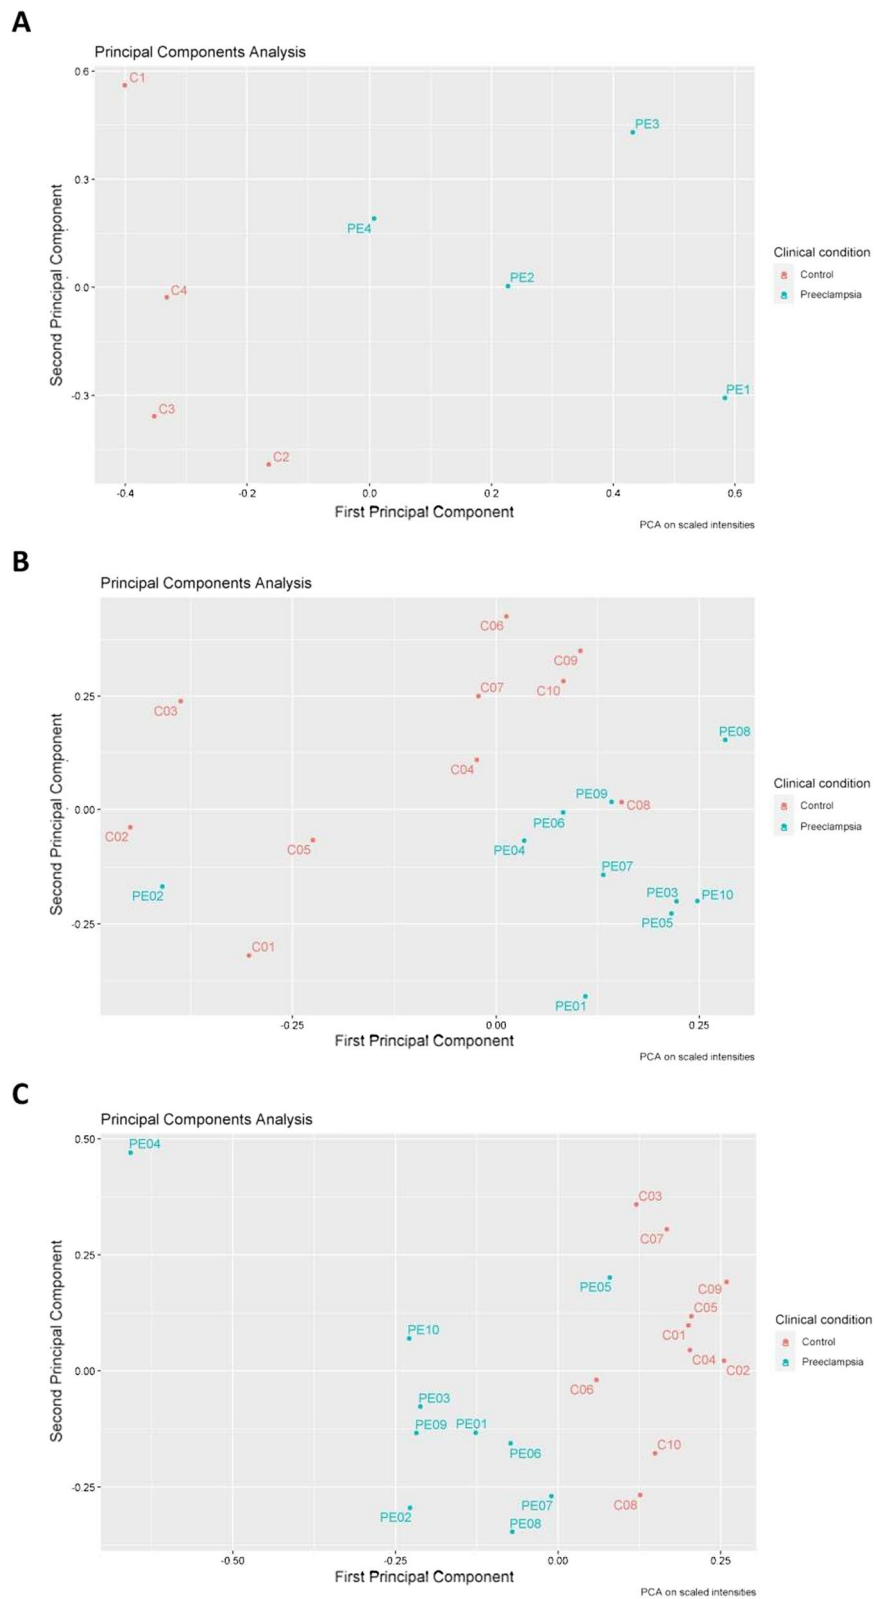 A
Principal Components Analysis
0.6
0.3
0.0
-0.3
Second Principal Component
C1
PE3
PE4
PE2
C4
PE1
C3
C2
-0.4
-0.2
0.0
0.2
0.4
0.6
First Principal Component
PCA on scaled intensities
Clinical condition
Control
Preeclampsia
B
Principal Components Analysis
0.25
0.00
-0.25
Second Principal Component
C06
C09
C07
C10
C03
PE08
C04
PE09
C08
PE06
C02
C05
PE04
PE07
PE02
PE03
PE10
PE05
C01
PE01
-0.25
0.00
0.25
First Principal Component
PCA on scaled intensities
Clinical condition
Control
Preeclampsia
C
Principal Components Analysis
0.50
0.25
0.00
-0.25
Second Principal Component
PE04
C03
C07
PE05
C09
C05
PE10
C01
C04
C02
C06
PE03
PE09
PE01
C10
PE06
PE07
C08
PE02
PE08
-0.50
-0.25
0.00
0.25
First Principal Component
PCA on scaled intensities
Clinical condition
Control
Preeclampsia